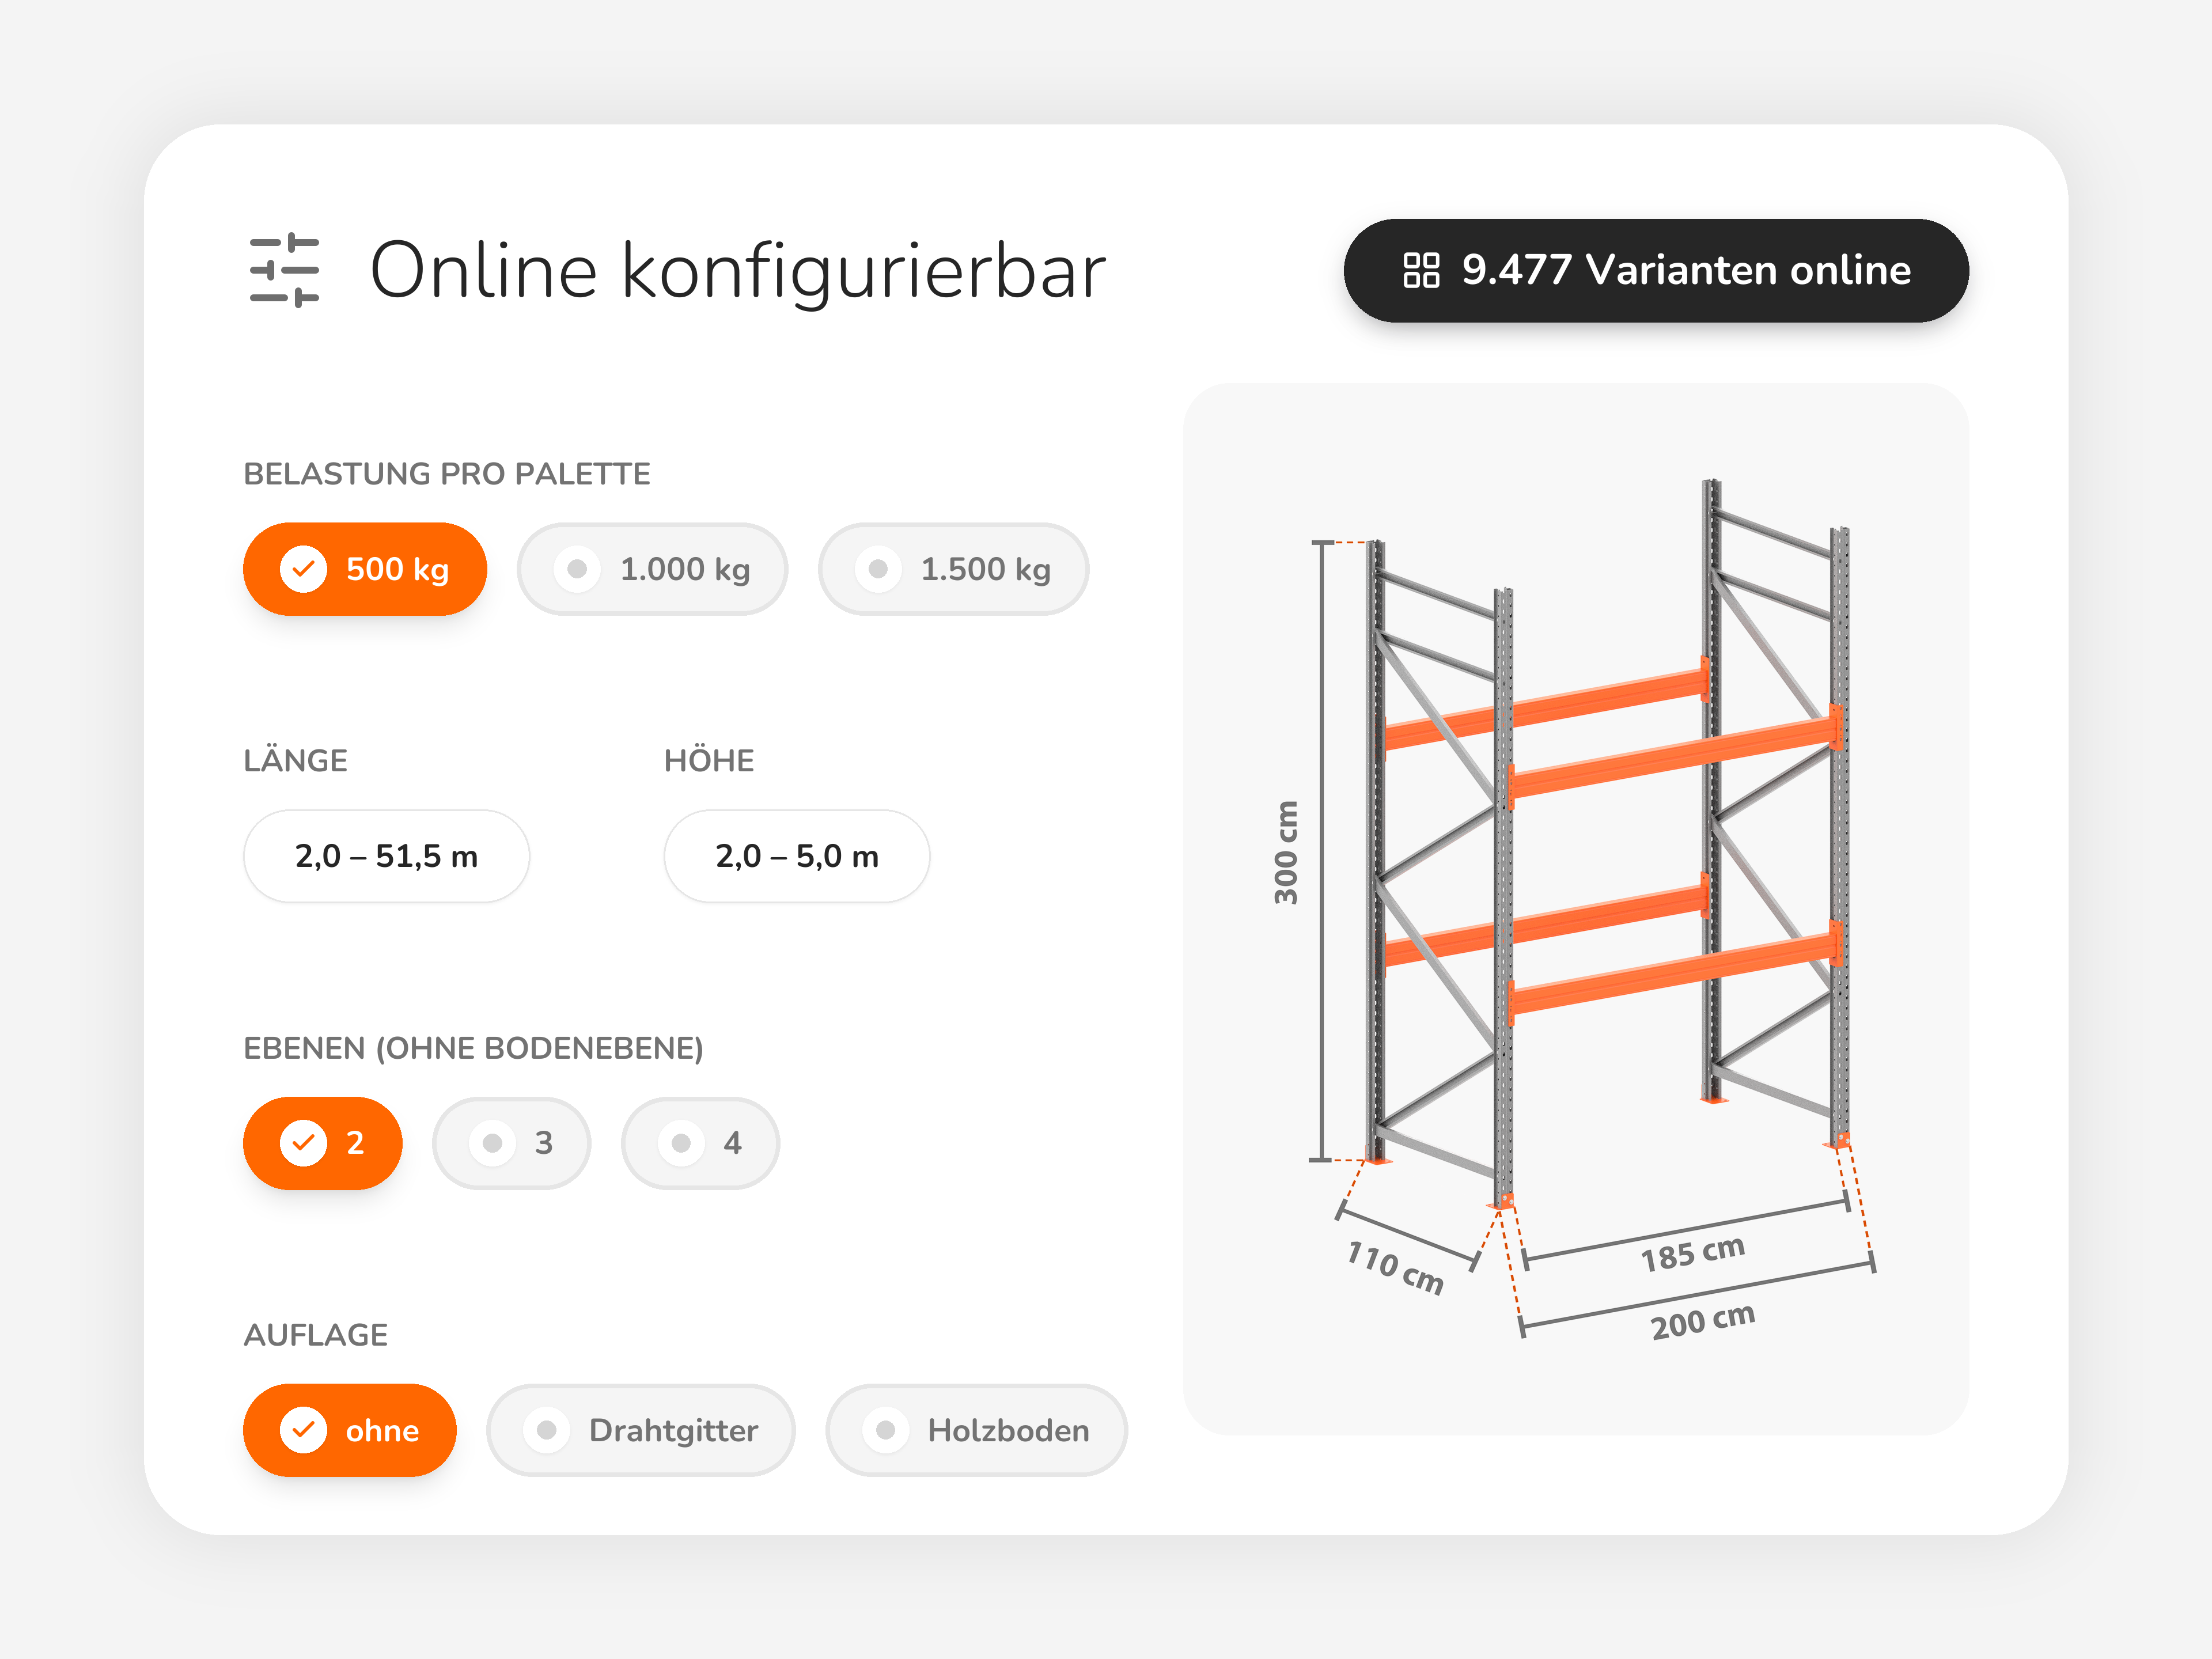 Online konfigurierbar
9.477 Varianten online
BELASTUNG PRO PALETTE
500 kg
1.000 kg
1.500 kg
LÄNGE
HÖHE
2,0 – 51,5 m
2,0 – 5,0 m
EBENEN (OHNE BODENEBENE)
2
3
4
AUFLAGE
ohne
Drahtgitter
Holzboden
300 cm
110 cm
185 cm
200 cm